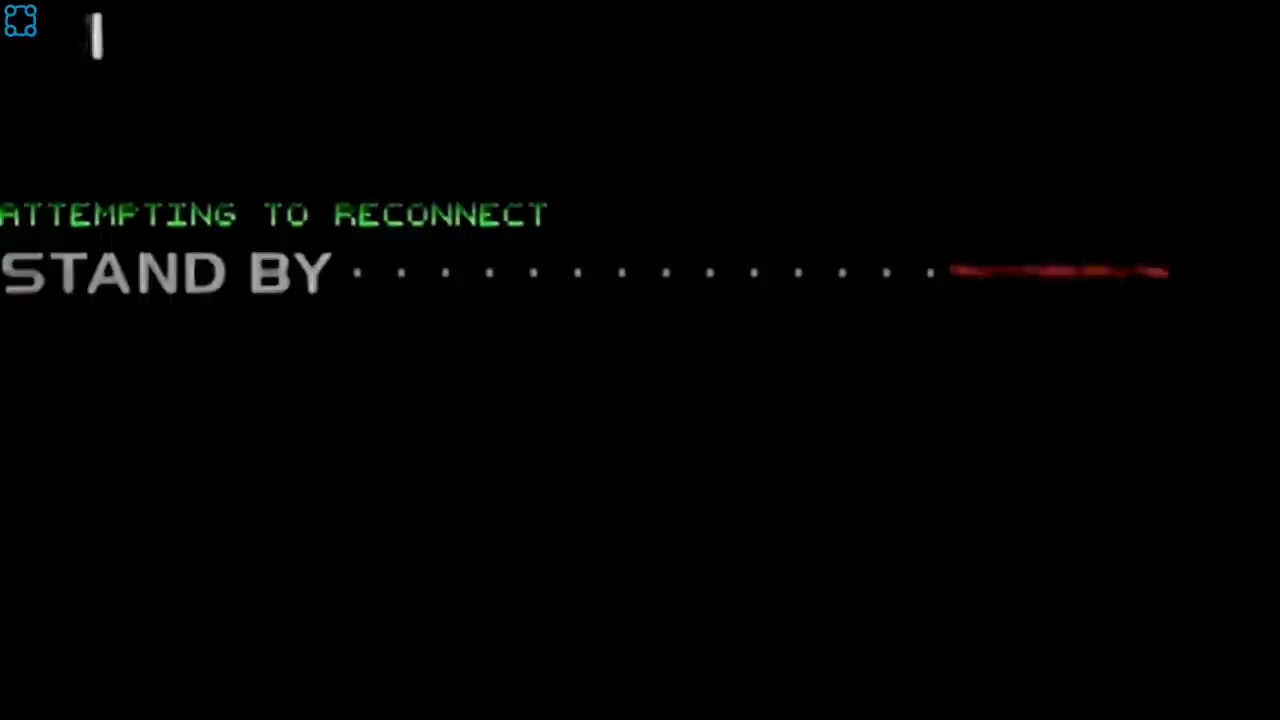 ATTEMPTING TO RECONNECT
STAND BY . . . . . . . . . . . . . .